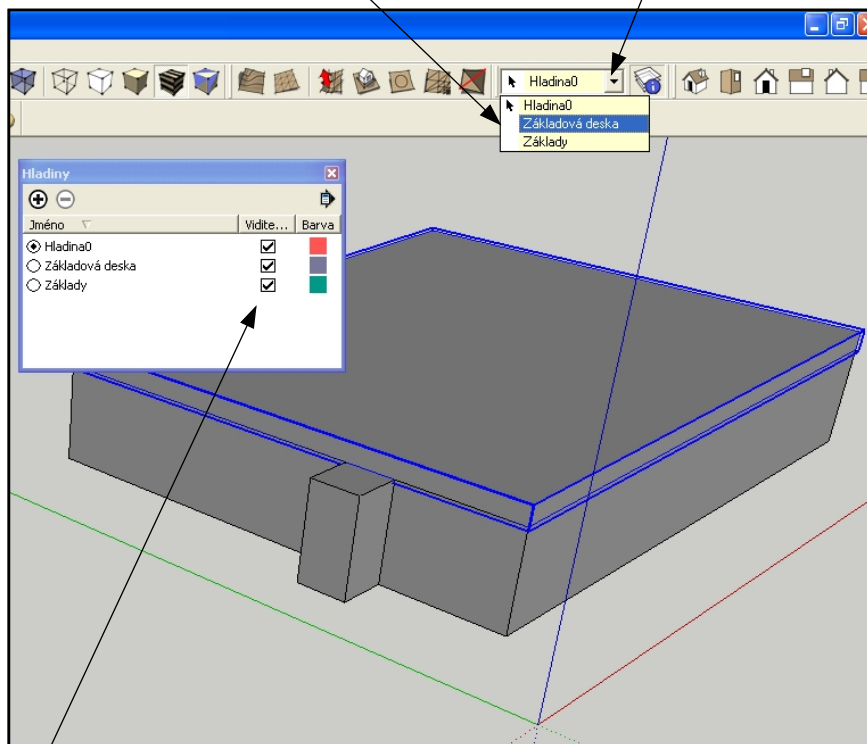 Hladina0
Hladina0
Základová deska
Základy
Hladiny
Jméno Vidite... Barva
Hladina0
Základová deska
Základy